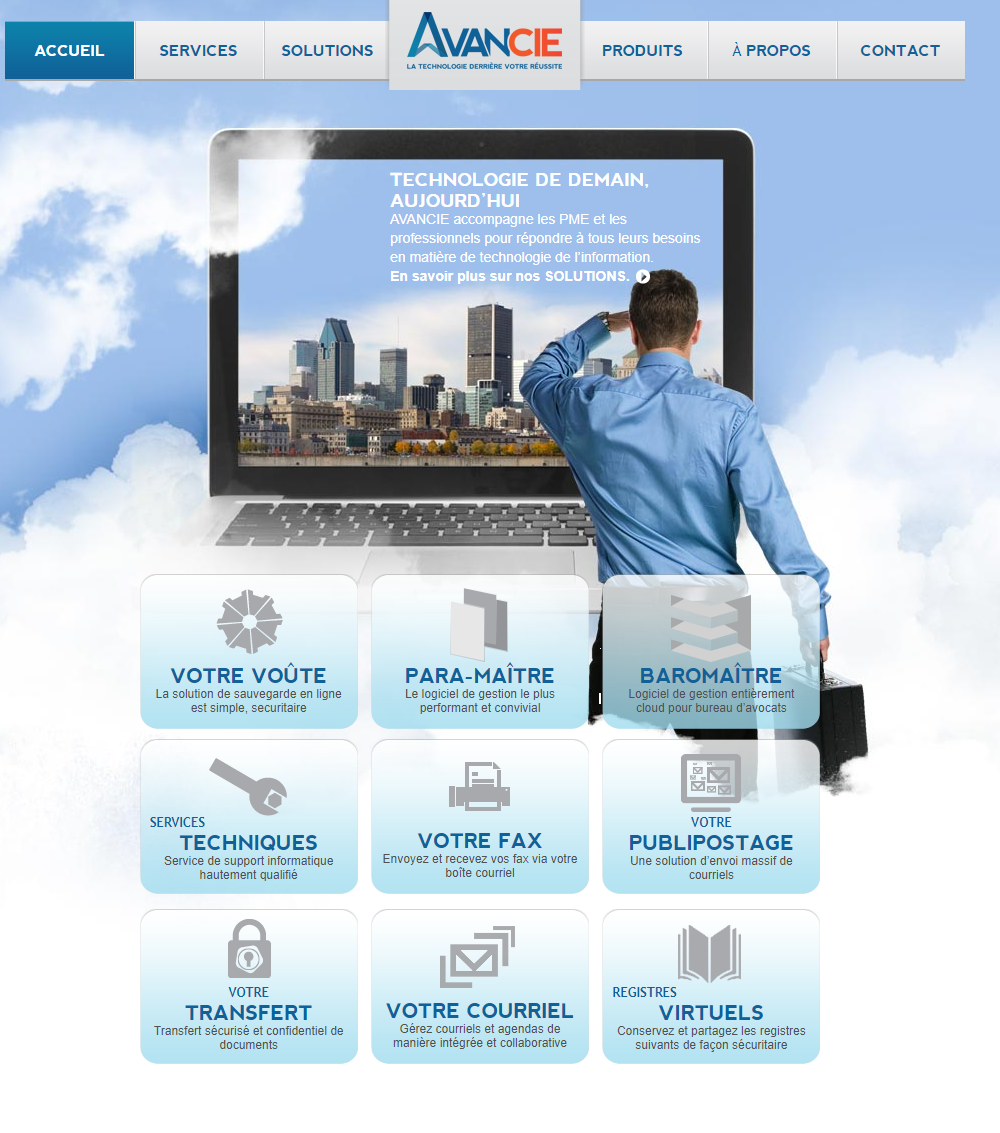 ACCUEIL
SERVICES
SOLUTIONS
AVANCIE
LA TECHNOLOGIE DERRIÈRE VOTRE RÉUSSITE
PRODUITS
À PROPOS
CONTACT
TECHNOLOGIE DE DEMAIN,
AUJOURD'HUI
AVANCIE accompagne les PME et les
professionnels pour répondre à tous leurs besoins
en matière de technologie de l'information.
En savoir plus sur nos SOLUTIONS.
VOTRE VOÛTE
La solution de sauvegarde en ligne
est simple, securitaire
PARA-MAÎTRE
Le logiciel de gestion le plus
performant et convivial
BAROMAÎTRE
Logiciel de gestion entièrement
cloud pour bureau d'avocats
SERVICES
TECHNIQUES
Service de support informatique
hautement qualifié
VOTRE FAX
Envoyez et recevez vos fax via votre
boîte courriel
VOTRE
PUBLIPOSTAGE
Une solution d'envoi massif de
courriels
VOTRE
TRANSFERT
Transfert sécurisé et confidentiel de
documents
VOTRE COURRIEL
Gérez courriels et agendas de
manière intégrée et collaborative
REGISTRES
VIRTUELS
Conservez et partagez les registres
suivants de façon sécuritaire